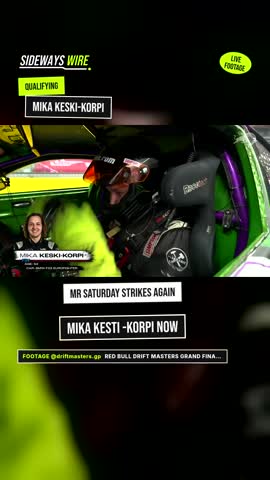 SIDEWAYS WIRE.
LIVE
FOOTAGE
QUALIFYING
MIKA KESKI-KORPI
MIKA KESKI-KORPI
MR SATURDAY STRIKES AGAIN
MIKA KESTI -KORPI NOW
FOOTAGE @driftmasters.gp RED BULL DRIFT MASTERS GRAND FINA...